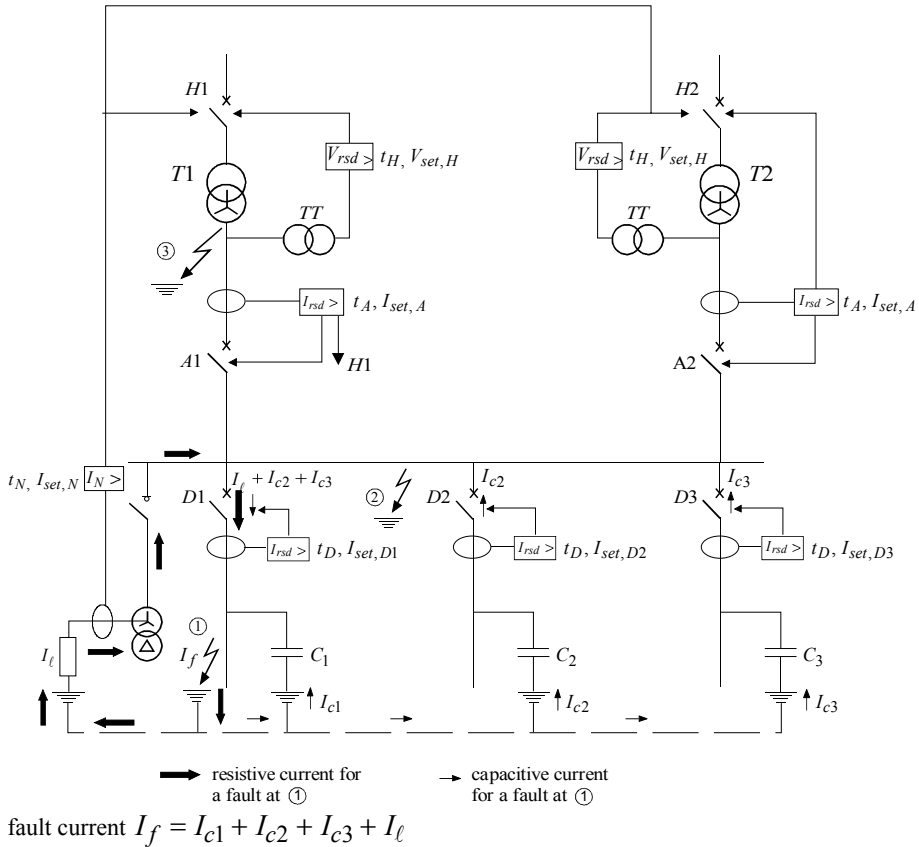 H1
H2
V_rsd > t_H, V_set,H
V_rsd > t_H, V_set,H
T1
T2
TT
TT
③
I_rsd > t_A, I_set,A
I_rsd > t_A, I_set,A
A1
H1
A2
t_N, I_set,N I_N >
I_ℓ + I_c2 + I_c3
②
I_c2
I_c3
D1
D2
D3
I_rsd > t_D, I_set,D1
I_rsd > t_D, I_set,D2
I_rsd > t_D, I_set,D3
①
I_ℓ
I_f
C_1
C_2
C_3
I_c1
I_c2
I_c3
resistive current for
a fault at ①
capacitive current
for a fault at ①
fault current I_f = I_c1 + I_c2 + I_c3 + I_ℓ